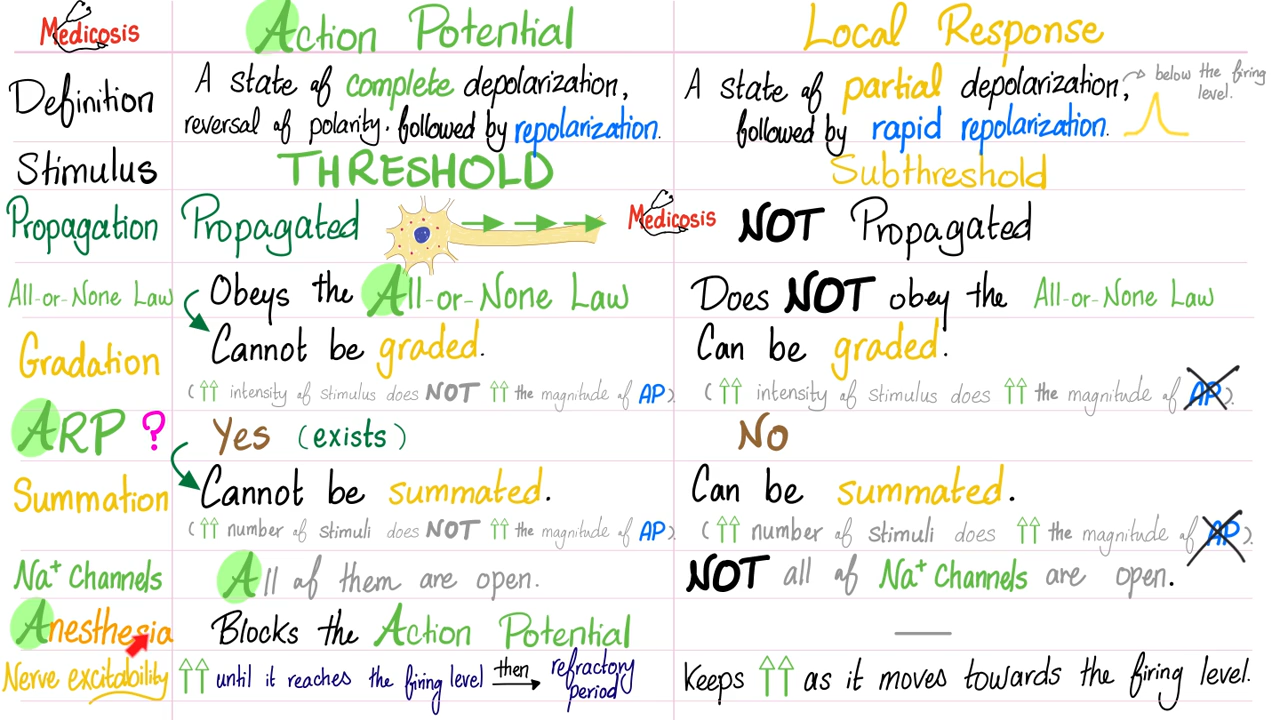 Medicosis
Action Potential
Local Response
Definition
A state of complete depolarization,
reversal of polarity. followed by repolarization.
A state of partial depolarization,
followed by rapid repolarization.
below the firing
level.
Stimulus
THRESHOLD
Subthreshold
Propagation
Propagated
Medicosis
NOT Propagated
All-or-None Law
Obeys the All-or-None Law
Does NOT obey the All-or-None Law
Gradation
Cannot be graded.
(↑↑ intensity of stimulus does NOT ↑↑ the magnitude of AP).
Can be graded.
(↑↑ intensity of stimulus does ↑↑ the magnitude of AP).
ARP ?
Yes (exists)
No
Summation
Cannot be summated.
(↑↑ number of stimuli does NOT ↑↑ the magnitude of AP).
Can be summated.
(↑↑ number of stimuli does ↑↑ the magnitude of AP).
Na+ Channels
All of them are open.
NOT all of Na+ Channels are open.
Anesthesia
Blocks the Action Potential
—
Nerve excitability
↑↑ until it reaches the firing level then → refractory
period
Keeps ↑↑ as it moves towards the firing level.